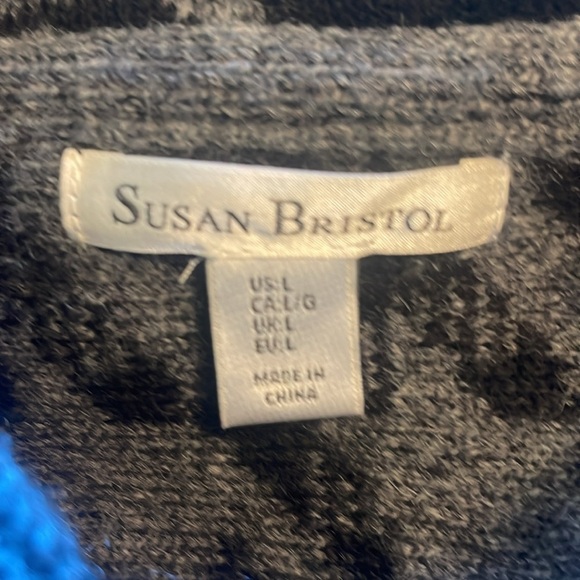 SUSAN BRISTOL
US:L
CA:L/G
UK:L
EU:L
MADE IN
CHINA